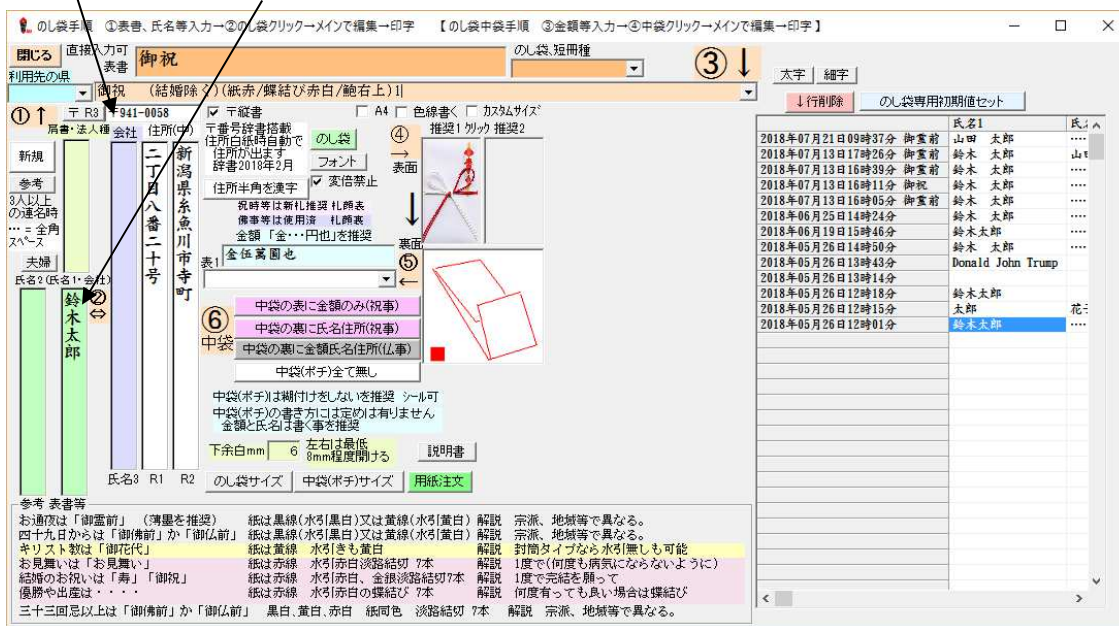 のし袋手順 ①表書、氏名等入力→②のし袋クリック→メインで編集→印字 【のし袋中袋手順 ③金額等入力→④中袋クリック→メインで編集→印字】
閉じる
直接入力可
表書
御祝
のし袋、短冊種
③↓
太字
細字
利用先の県
御祝 (結婚除く)(紙赤/蝶結び赤白/鮑右上)1
↓行削除
のし袋専用初期値セット
①↑
〒R3
〒941-0058
〒縦書
A4
色線書く
カスタムサイズ
肩書・法人種
会社
住所(中)
〒番号辞書搭載
住所白紙時自動で
住所が出ます
辞書2018年2月
のし袋
フォント
④
→
表面
推奨1 クリック 推奨2
新規
参考
3人以上
の連名時
… = 全角
スペース
夫婦
住所半角を漢字
変倍禁止
祝時等は新札推奨 札顔表
佛事等は使用済 札顔裏
金額 「金・・・円也」を推奨
↓
裏面
表1
金伍萬圓也
⑤
←
新潟県糸魚川市寺町
二丁目八番二十号
氏名2(氏名1・会社)
②
⇔
鈴木太郎
⑥
中袋
中袋の表に金額のみ(祝事)
中袋の裏に氏名住所(祝事)
中袋の裏に金額氏名住所(仏事)
中袋(ポチ)全て無し
中袋(ポチ)は糊付けをしないを推奨 シール可
中袋(ポチ)の書き方には定めは有りません
金額と氏名は書く事を推奨
下余白mm 6
左右は最低
8mm程度開ける
説明書
氏名3 R1 R2
のし袋サイズ
中袋(ポチ)サイズ
用紙注文
氏名1
2018年07月21日09時37分 御霊前 山田 太郎 ····
2018年07月13日17時26分 御霊前 鈴木 太郎
2018年07月13日16時39分 御霊前 鈴木 太郎 ····
2018年07月13日16時11分 御祝 鈴木 太郎 ····
2018年07月13日16時05分 御霊前 鈴木 太郎 ····
2018年06月25日14時24分 鈴木 太郎 ····
2018年06月19日15時46分 鈴木太郎
2018年05月26日14時50分 鈴木 太郎 ····
2018年05月26日13時43分 Donald John Trump
2018年05月26日13時14分
2018年05月26日12時18分 鈴木太郎
2018年05月26日12時15分 太郎
2018年05月26日12時01分 鈴木太郎 ····
参考 表書等
お通夜は「御霊前」 (薄墨を推奨) 紙は黒線(水引黒白)又は黄線(水引黄白) 解説 宗派、地域等で異なる。
四十九日からは「御佛前」か「御仏前」 紙は黒線(水引黒白)又は黄線(水引黄白) 解説 宗派、地域等で異なる。
キリスト教は「御花代」 紙は黄線 水引きも黄白 解説 封筒タイプなら水引無しも可能
お見舞いは「お見舞い」 紙は赤線 水引赤白淡路結切 7本 解説 1度で(何度も病気にならないように)
結婚のお祝いは「寿」「御祝」 紙は赤線 水引赤白、金銀淡路結切7本 解説 1度で完結を願って
優勝や出産は・・・・ 紙は赤線 水引赤白の蝶結び 7本 解説 何度有っても良い場合は蝶結び
三十三回忌以上は「御佛前」か「御仏前」 黒白、黄白、赤白 紙同色 淡路結切 7本 解説 宗派、地域等で異なる。